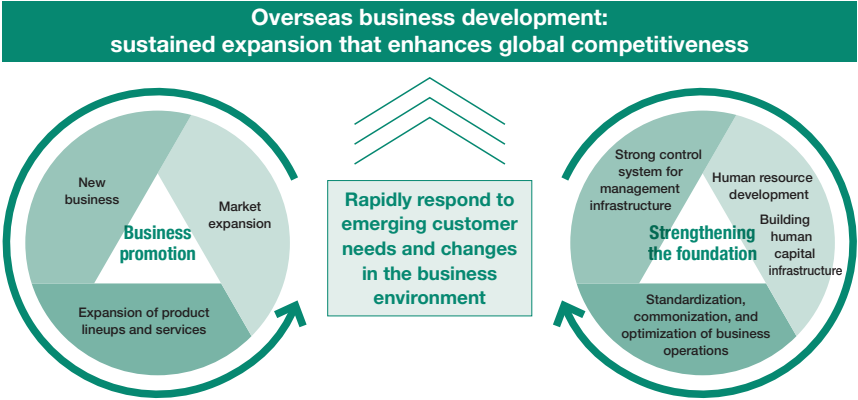 Overseas business development:
sustained expansion that enhances global competitiveness
New
business
Market
expansion
Business
promotion
Expansion of product
lineups and services
Rapidly respond to
emerging customer
needs and changes
in the business
environment
Strong control
system for
management
infrastructure
Human resource
development
Building
human
capital
infrastructure
Strengthening
the foundation
Standardization,
commonization, and
optimization of business
operations